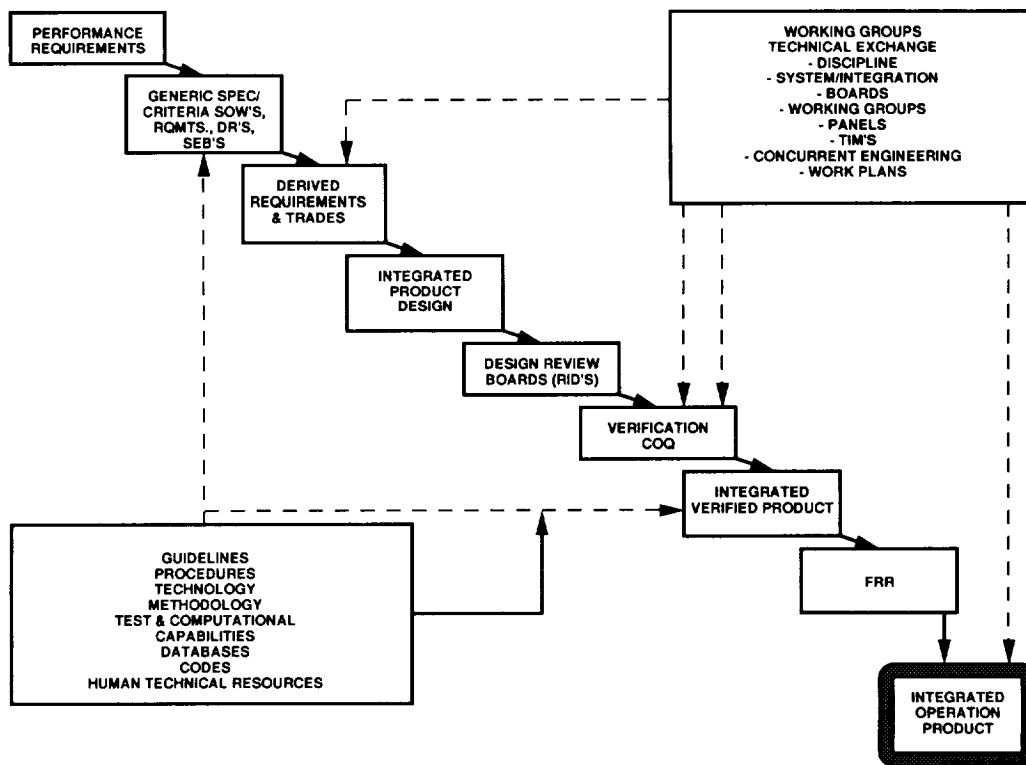 PERFORMANCE
REQUIREMENTS
GENERIC SPEC/
CRITERIA SOW'S,
RQMTS., DR'S,
SEB'S
DERIVED
REQUIREMENTS
& TRADES
INTEGRATED
PRODUCT
DESIGN
DESIGN REVIEW
BOARDS (RID'S)
VERIFICATION
COQ
INTEGRATED
VERIFIED PRODUCT
FRR
INTEGRATED
OPERATION
PRODUCT
WORKING GROUPS
TECHNICAL EXCHANGE
- DISCIPLINE
- SYSTEM/INTEGRATION
- BOARDS
- WORKING GROUPS
- PANELS
- TIM'S
- CONCURRENT ENGINEERING
- WORK PLANS
GUIDELINES
PROCEDURES
TECHNOLOGY
METHODOLOGY
TEST & COMPUTATIONAL
CAPABILITIES
DATABASES
CODES
HUMAN TECHNICAL RESOURCES